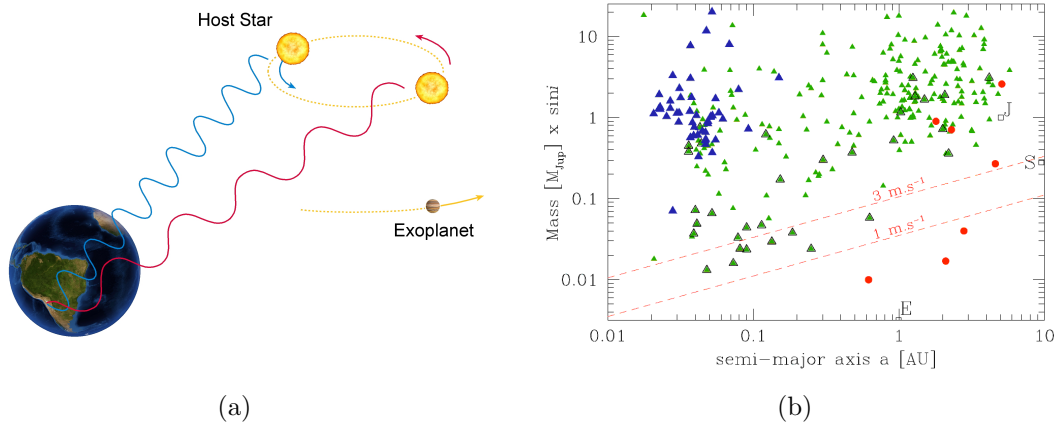 Host Star
Exoplanet
(a)
Mass [M_Jup] x sini
10
1
0.1
0.01
3 m.s⁻¹
1 m.s⁻¹
J
S
E
0.01
0.1
1
10
semi-major axis a [AU]
(b)